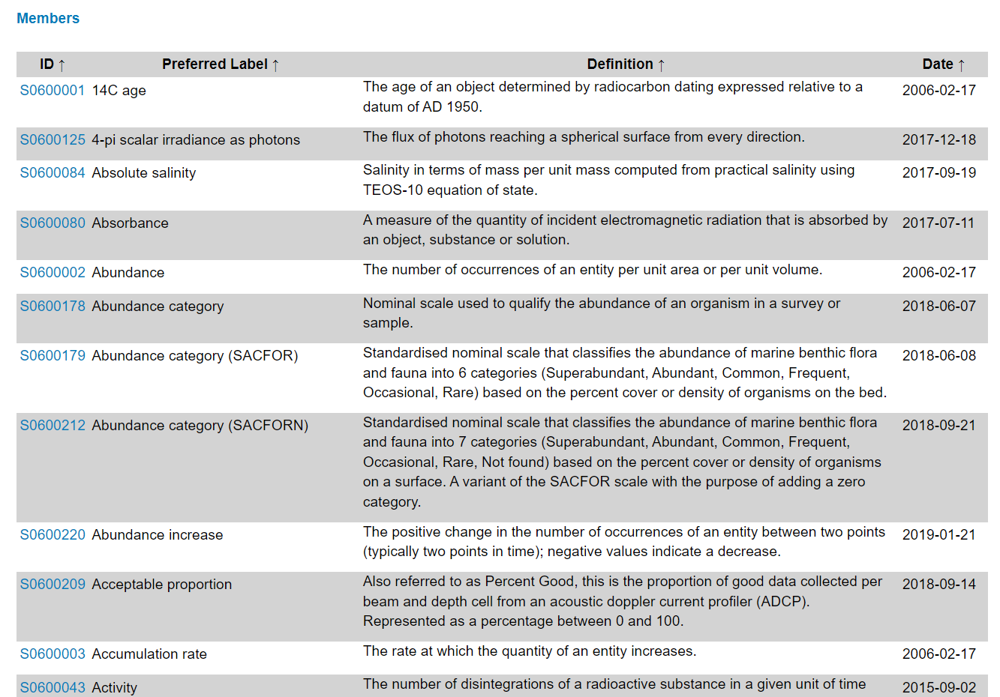 Members
ID ↑ Preferred Label ↑ Definition ↑ Date ↑
S0600001 14C age The age of an object determined by radiocarbon dating expressed relative to a 2006-02-17
datum of AD 1950.
S0600125 4-pi scalar irradiance as photons The flux of photons reaching a spherical surface from every direction. 2017-12-18
S0600084 Absolute salinity Salinity in terms of mass per unit mass computed from practical salinity using 2017-09-19
TEOS-10 equation of state.
S0600080 Absorbance A measure of the quantity of incident electromagnetic radiation that is absorbed by 2017-07-11
an object, substance or solution.
S0600002 Abundance The number of occurrences of an entity per unit area or per unit volume. 2006-02-17
S0600178 Abundance category Nominal scale used to qualify the abundance of an organism in a survey or 2018-06-07
sample.
S0600179 Abundance category (SACFOR) Standardised nominal scale that classifies the abundance of marine benthic flora 2018-06-08
and fauna into 6 categories (Superabundant, Abundant, Common, Frequent,
Occasional, Rare) based on the percent cover or density of organisms on the bed.
S0600212 Abundance category (SACFORN) Standardised nominal scale that classifies the abundance of marine benthic flora 2018-09-21
and fauna into 7 categories (Superabundant, Abundant, Common, Frequent,
Occasional, Rare, Not found) based on the percent cover or density of organisms
on a surface. A variant of the SACFOR scale with the purpose of adding a zero
category.
S0600220 Abundance increase The positive change in the number of occurrences of an entity between two points 2019-01-21
(typically two points in time); negative values indicate a decrease.
S0600209 Acceptable proportion Also referred to as Percent Good, this is the proportion of good data collected per 2018-09-14
beam and depth cell from an acoustic doppler current profiler (ADCP).
Represented as a percentage between 0 and 100.
S0600003 Accumulation rate The rate at which the quantity of an entity increases. 2006-02-17
S0600043 Activity The number of disintegrations of a radioactive substance in a given unit of time 2015-09-02